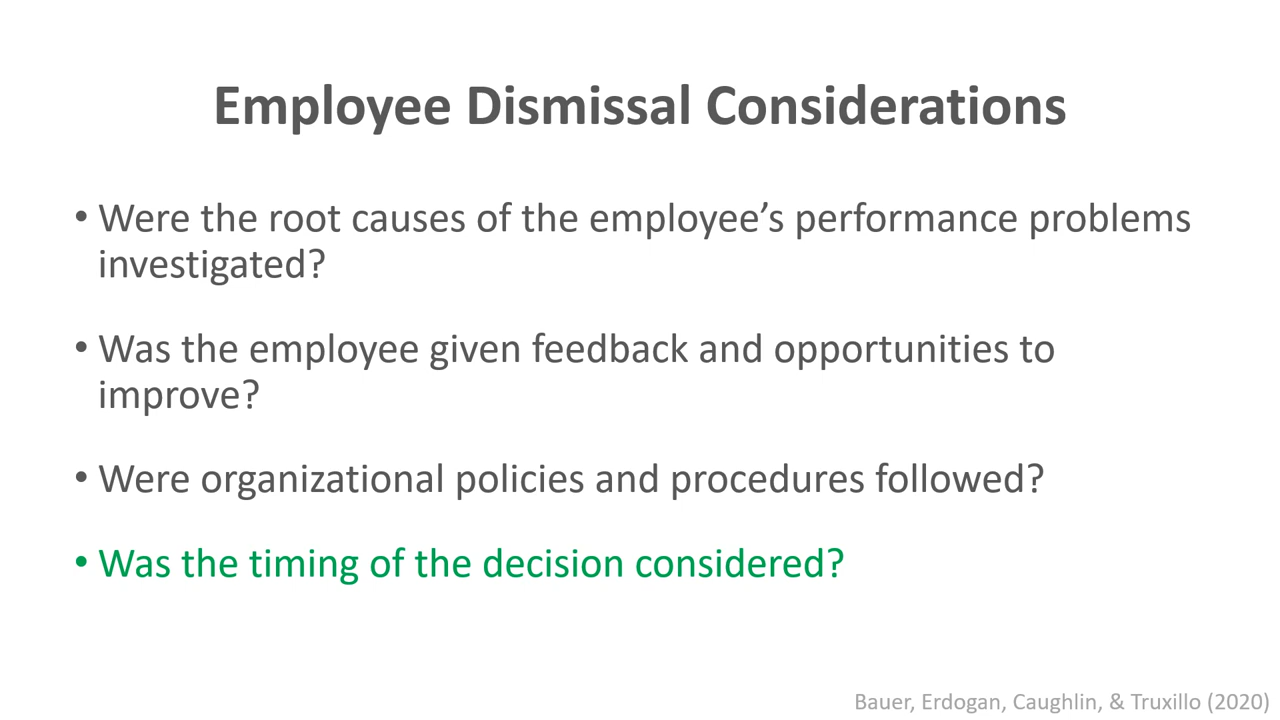 Employee Dismissal Considerations
• Were the root causes of the employee’s performance problems
investigated?
• Was the employee given feedback and opportunities to
improve?
• Were organizational policies and procedures followed?
• Was the timing of the decision considered?
Bauer, Erdogan, Caughlin, & Truxillo (2020)